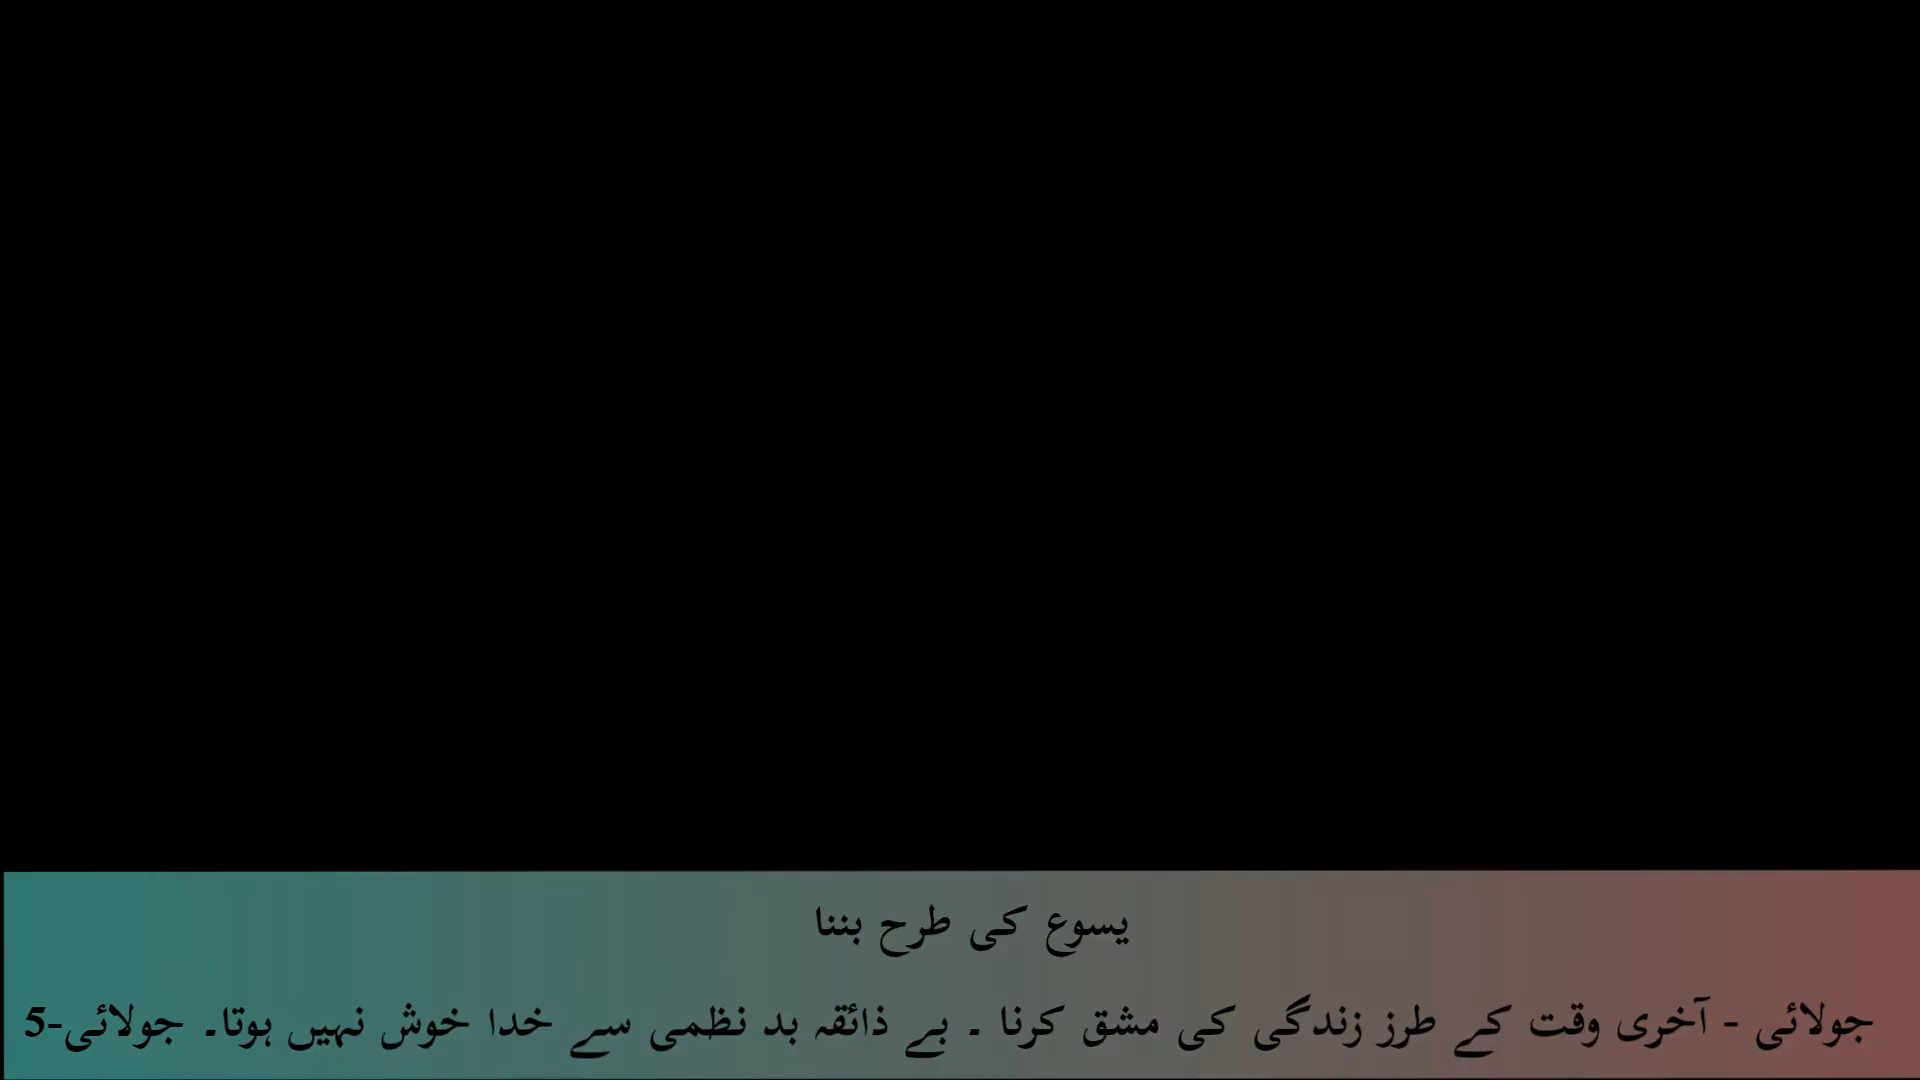 یسوع کی طرح بننا
جولائی - آخری وقت کے طرز زندگی کی مشق کرنا ۔ بے ذائقہ بد نظمی سے خدا خوش نہیں ہوتا۔ جولائی-5